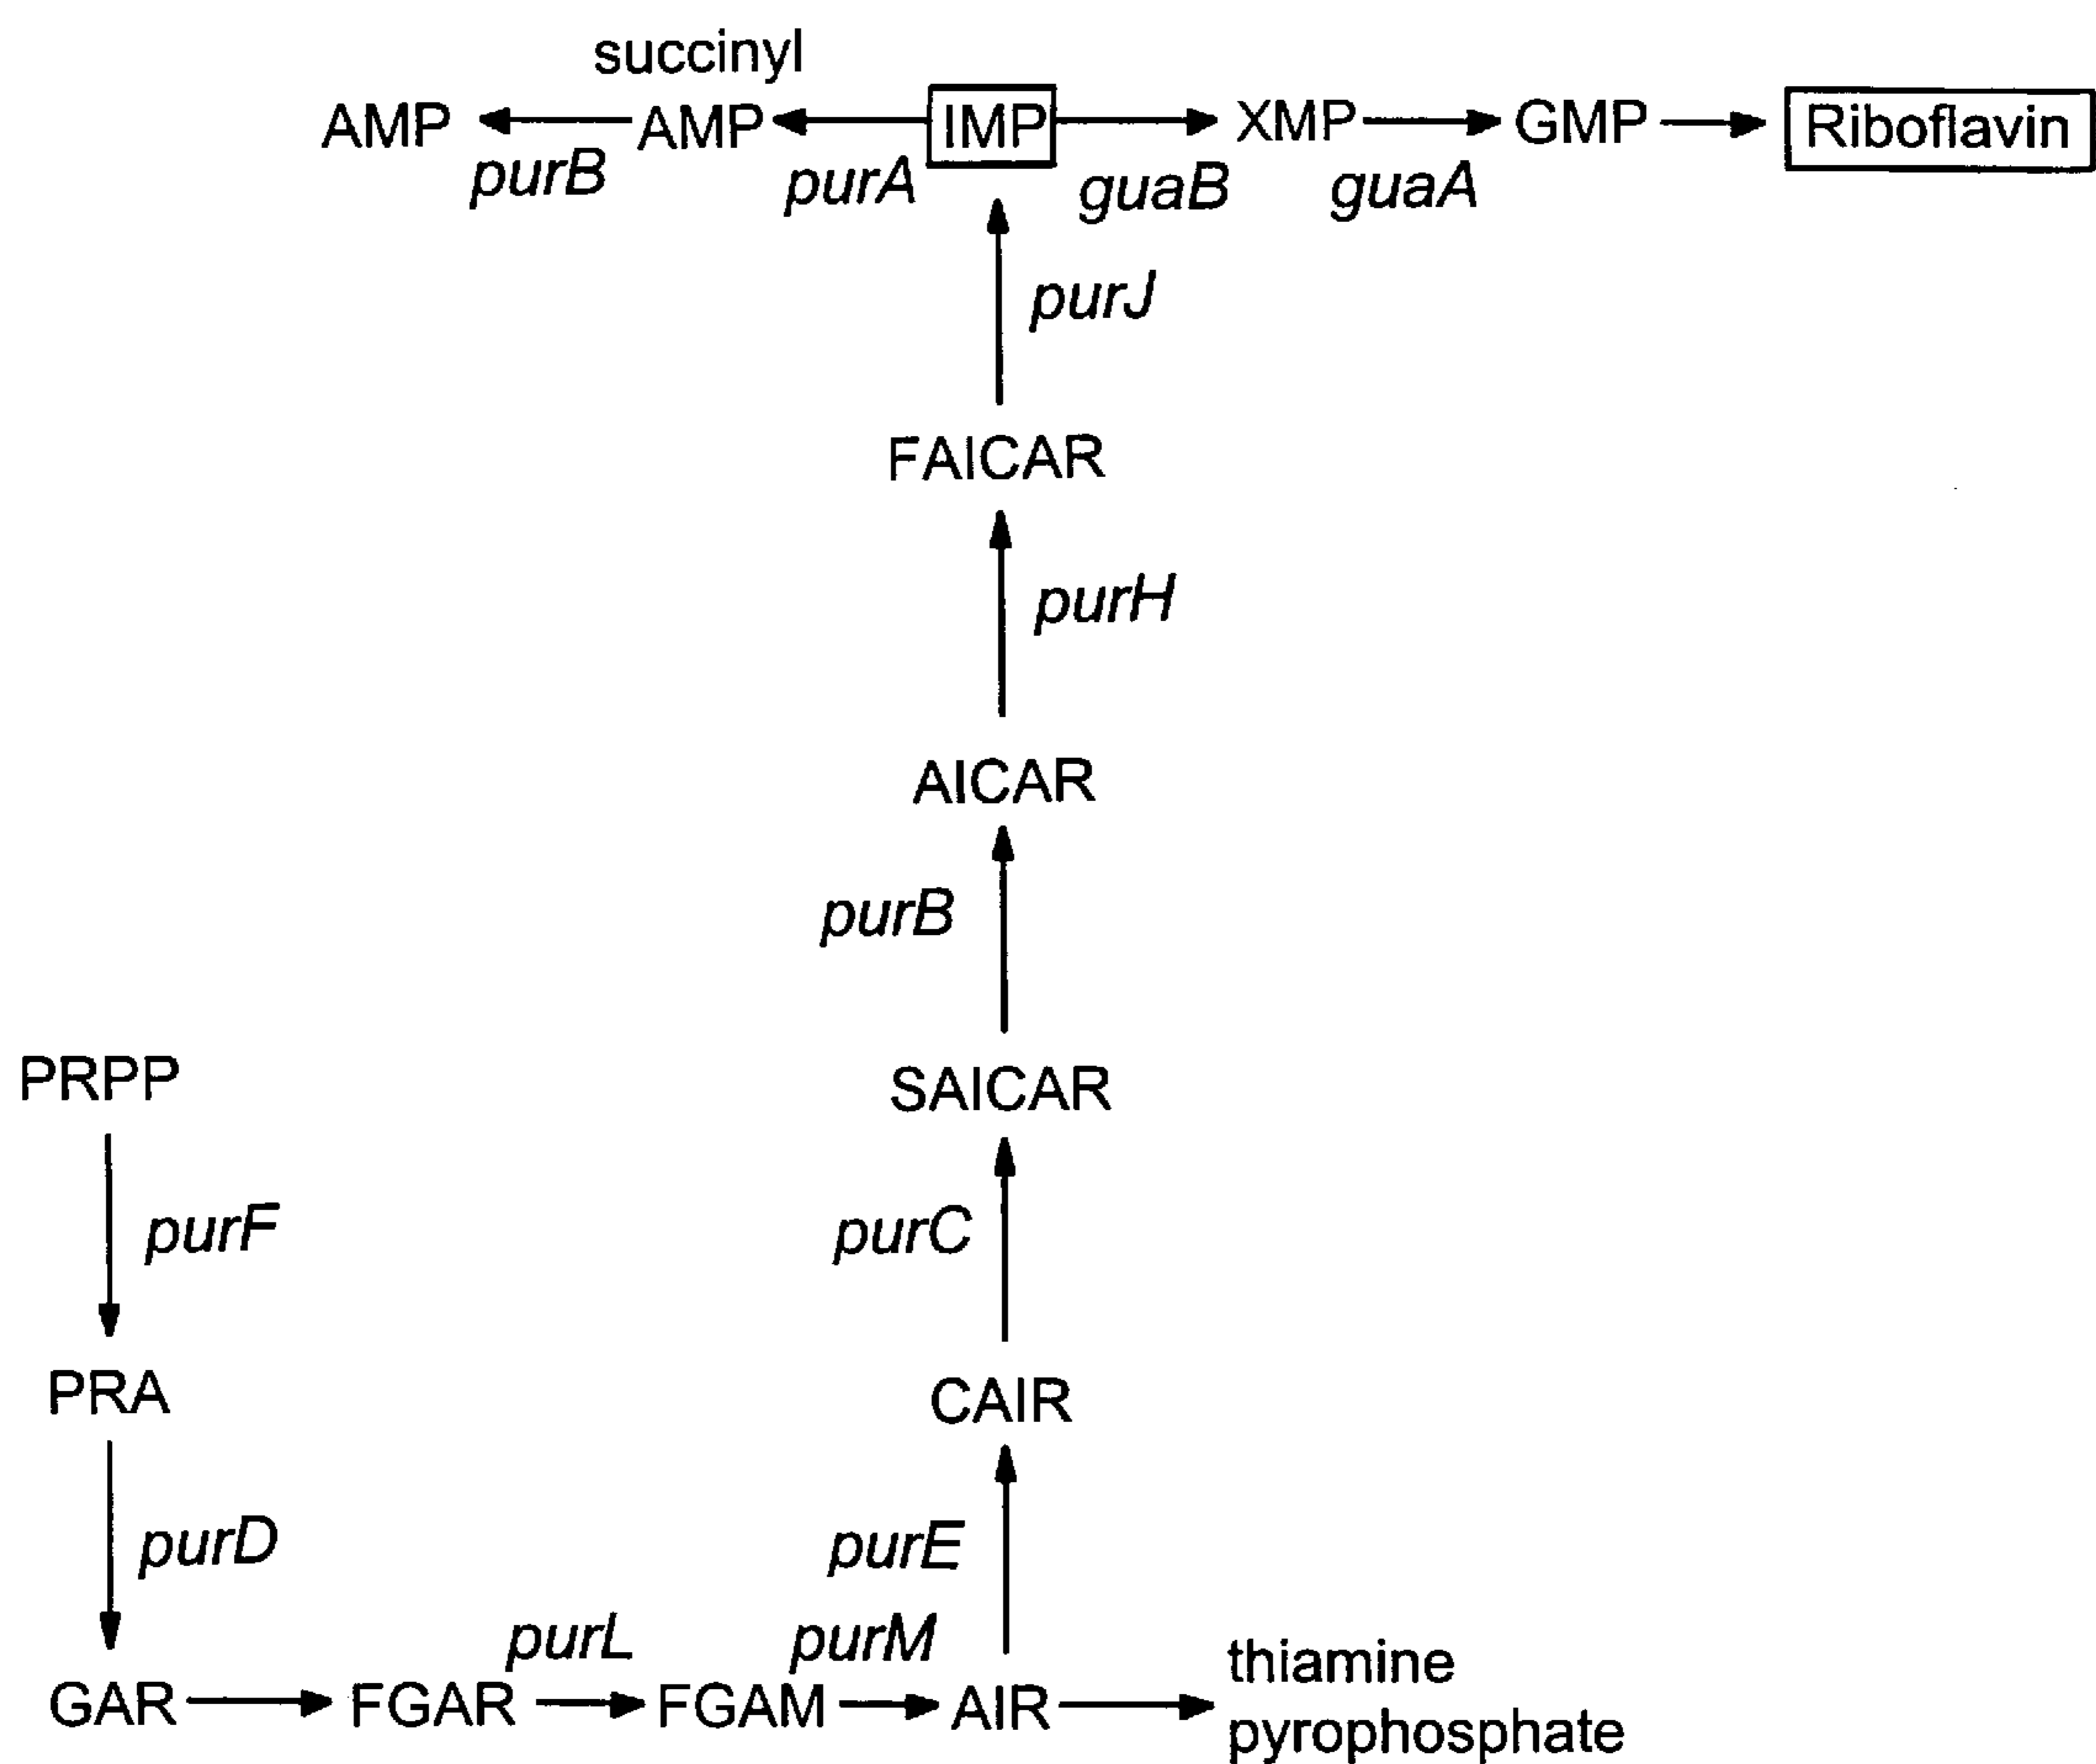 succinyl
AMP AMP IMP XMP GMP Riboflavin
purB purA guaB guaA
purJ
FAICAR
purH
AICAR
purB
PRPP SAICAR
purF purC
PRA CAIR
purD purE
purL purM
GAR FGAR FGAM AIR thiamine
pyrophosphate